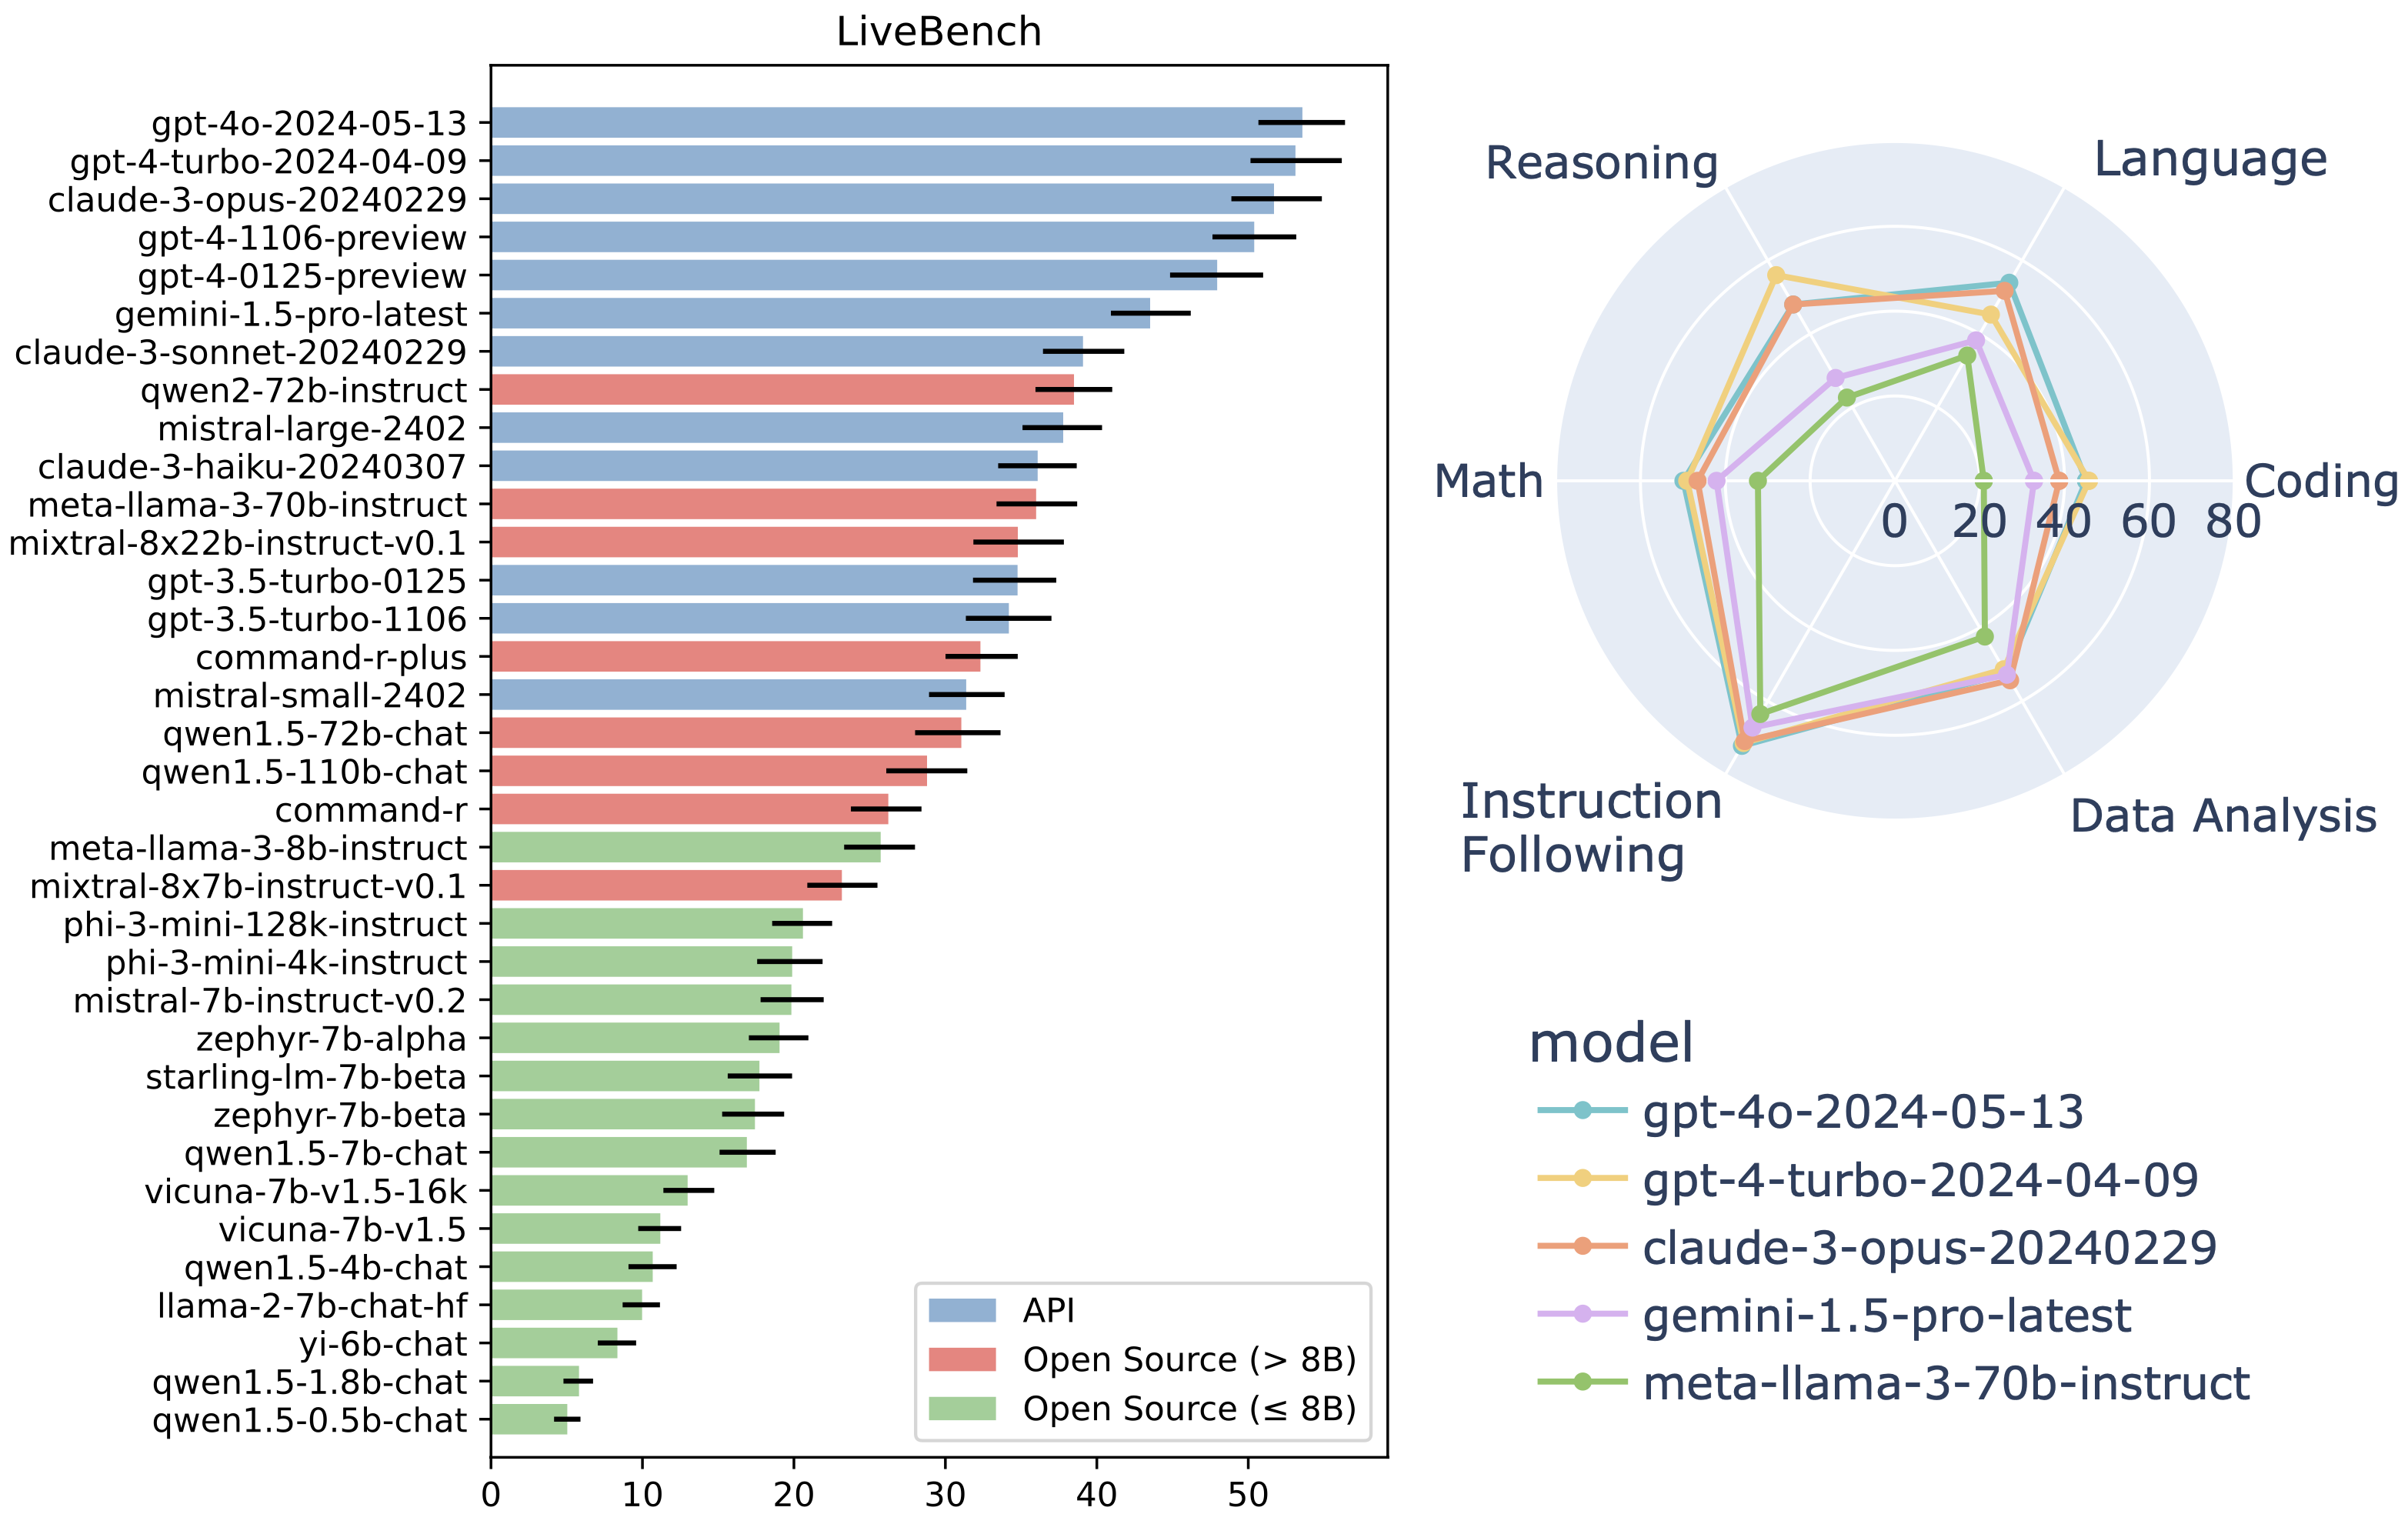 LiveBench
gpt-4o-2024-05-13
gpt-4-turbo-2024-04-09
claude-3-opus-20240229
gpt-4-1106-preview
gpt-4-0125-preview
gemini-1.5-pro-latest
claude-3-sonnet-20240229
qwen2-72b-instruct
mistral-large-2402
claude-3-haiku-20240307
meta-llama-3-70b-instruct
mixtral-8x22b-instruct-v0.1
gpt-3.5-turbo-0125
gpt-3.5-turbo-1106
command-r-plus
mistral-small-2402
qwen1.5-72b-chat
qwen1.5-110b-chat
command-r
meta-llama-3-8b-instruct
mixtral-8x7b-instruct-v0.1
phi-3-mini-128k-instruct
phi-3-mini-4k-instruct
mistral-7b-instruct-v0.2
zephyr-7b-alpha
starling-lm-7b-beta
zephyr-7b-beta
qwen1.5-7b-chat
vicuna-7b-v1.5-16k
vicuna-7b-v1.5
qwen1.5-4b-chat
llama-2-7b-chat-hf
yi-6b-chat
qwen1.5-1.8b-chat
qwen1.5-0.5b-chat
0 10 20 30 40 50
API
Open Source (> 8B)
Open Source (≤ 8B)
Reasoning
Language
Math
Coding
0 20 40 60 80
Instruction
Following
Data Analysis
model
gpt-4o-2024-05-13
gpt-4-turbo-2024-04-09
claude-3-opus-20240229
gemini-1.5-pro-latest
meta-llama-3-70b-instruct